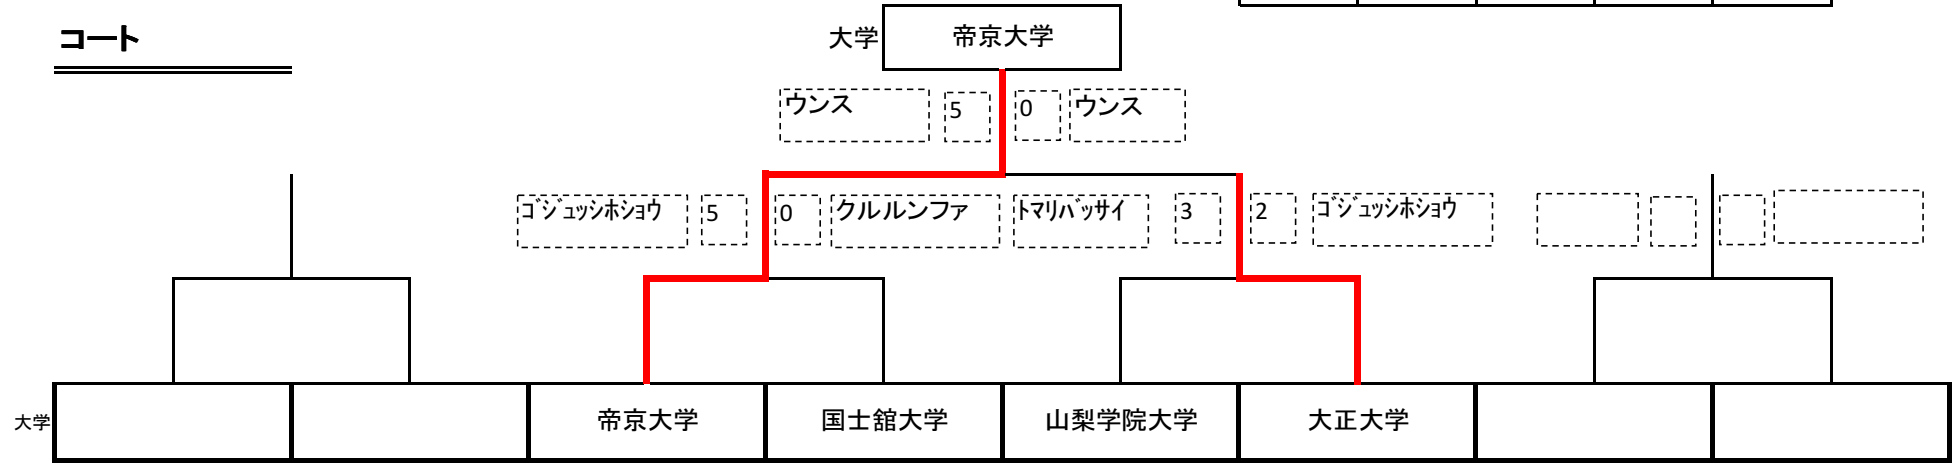 コート
大学 帝京大学
ウンス 5 0 ウンス
ゴジュッシホショウ 5 0 クルルンファ トマリバッサイ 3 2 ゴジュッシホショウ
大学 帝京大学 国士舘大学 山梨学院大学 大正大学